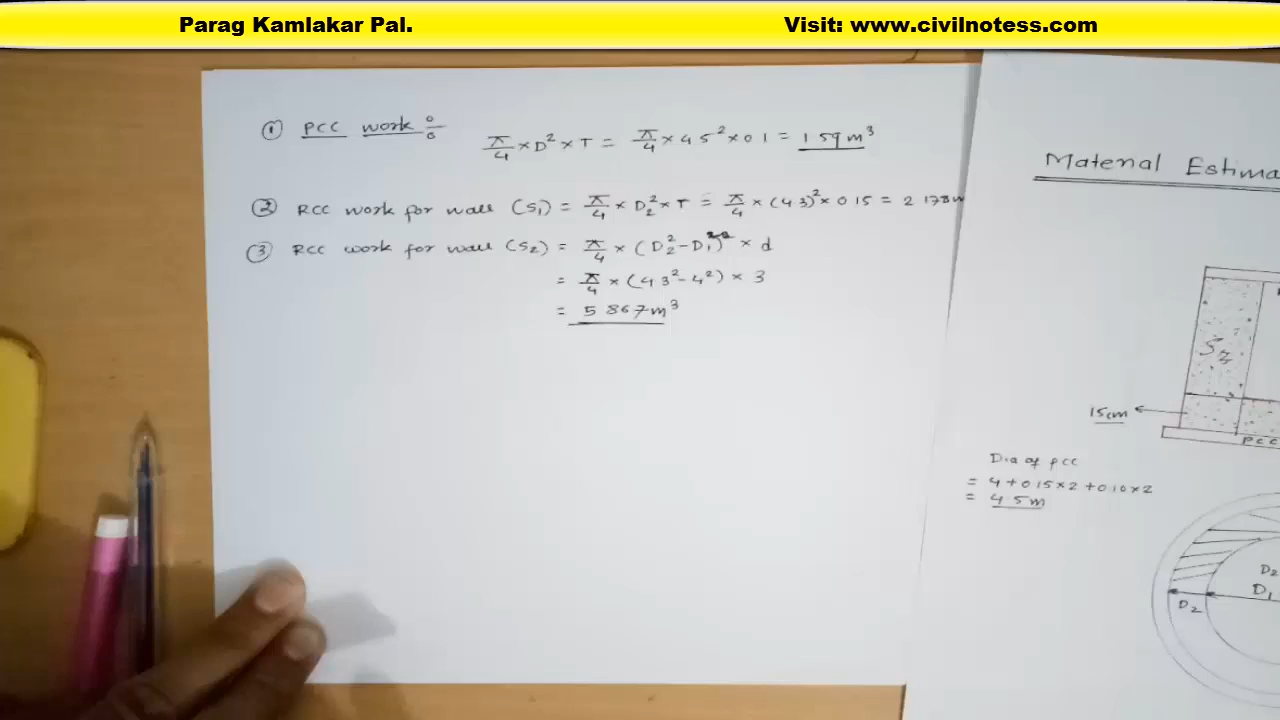 Parag Kamlakar Pal. Visit: www.civilnotess.com
① PCC work :
π/4 × D² × T = π/4 × 4.5² × 0.1 = 1.59 m³
② RCC work for wall (S₁) = π/4 × D₂² × T = π/4 × (4.3)² × 0.15 = 2.178 m
③ RCC work for wall (S₂) = π/4 × (D₂² - D₁²) × d
= π/4 × (4.3² - 4²) × 3
= 5.867 m³
Material Estima
S₂
15cm
PCC
Dia of PCC
= 4 + 0.15 × 2 + 0.10 × 2
= 4.5m
D₂
D₁
D₂